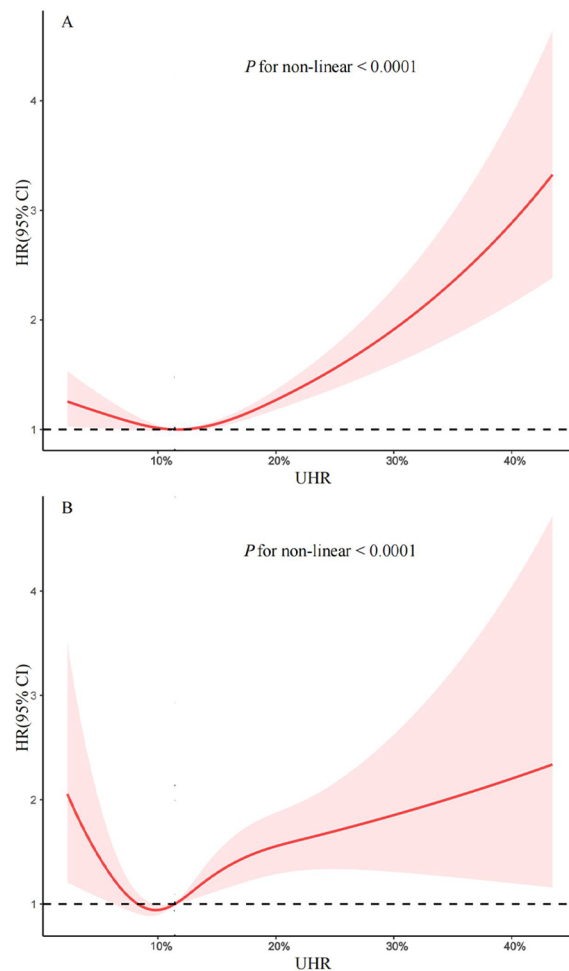 A
P for non-linear < 0.0001
HR(95% CI)
4
3
2
1
10%
20%
30%
40%
UHR
B
P for non-linear < 0.0001
HR(95% CI)
4
3
2
1
10%
20%
30%
40%
UHR